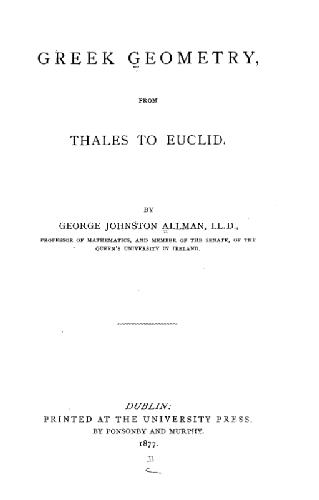 GREEK GEOMETRY,
FROM
THALES TO EUCLID.
BY
GEORGE JOHNSTON ALLMAN, LL.D.,
PROFESSOR OF MATHEMATICS, AND MEMBER OF THE SENATE, OF THE
QUEEN'S UNIVERSITY IN IRELAND.
DUBLIN:
PRINTED AT THE UNIVERSITY PRESS,
BY PONSONBY AND MURPHY.
1877.